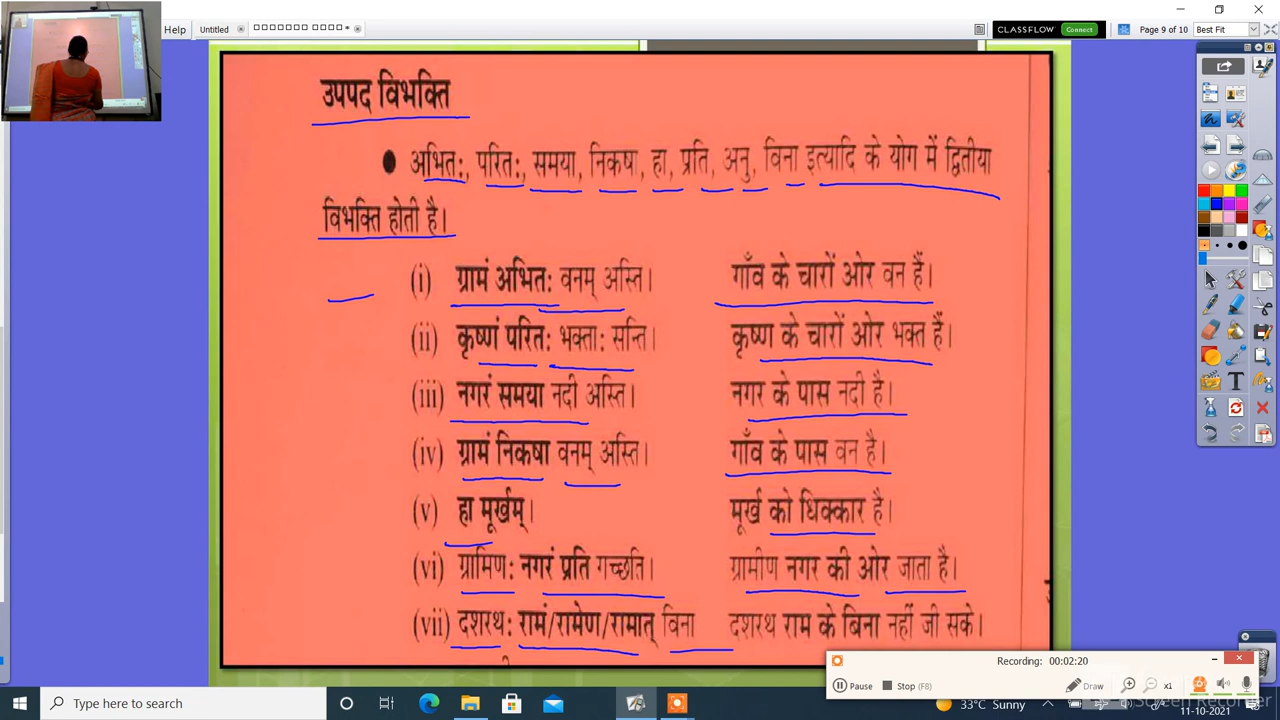 Help
Untitled
CLASSFLOW Connect
Page 9 of 10
Best Fit
उपपद विभक्ति
● अभितः, परितः, समया, निकषा, हा, प्रति, अनु, विना इत्यादि के योग में द्वितीया
विभक्ति होती है।
(i) ग्रामं अभितः वनम् अस्ति। गाँव के चारों ओर वन हैं।
(ii) कृष्णं परितः भक्ताः सन्ति। कृष्ण के चारों ओर भक्त हैं।
(iii) नगरं समया नदी अस्ति। नगर के पास नदी है।
(iv) ग्रामं निकषा वनम् अस्ति। गाँव के पास वन है।
(v) हा मूर्खम्। मूर्ख को धिक्कार है।
(vi) ग्रामिणः नगरं प्रति गच्छति। ग्रामीण नगर की ओर जाता है।
(vii) दशरथः रामं/रामेण/रामात् विना दशरथ राम के बिना नहीं जी सके।
Recording: 00:02:20
Pause Stop (F8) Draw x1
Screen Recorder
Type here to search
33°C Sunny
11-10-2021